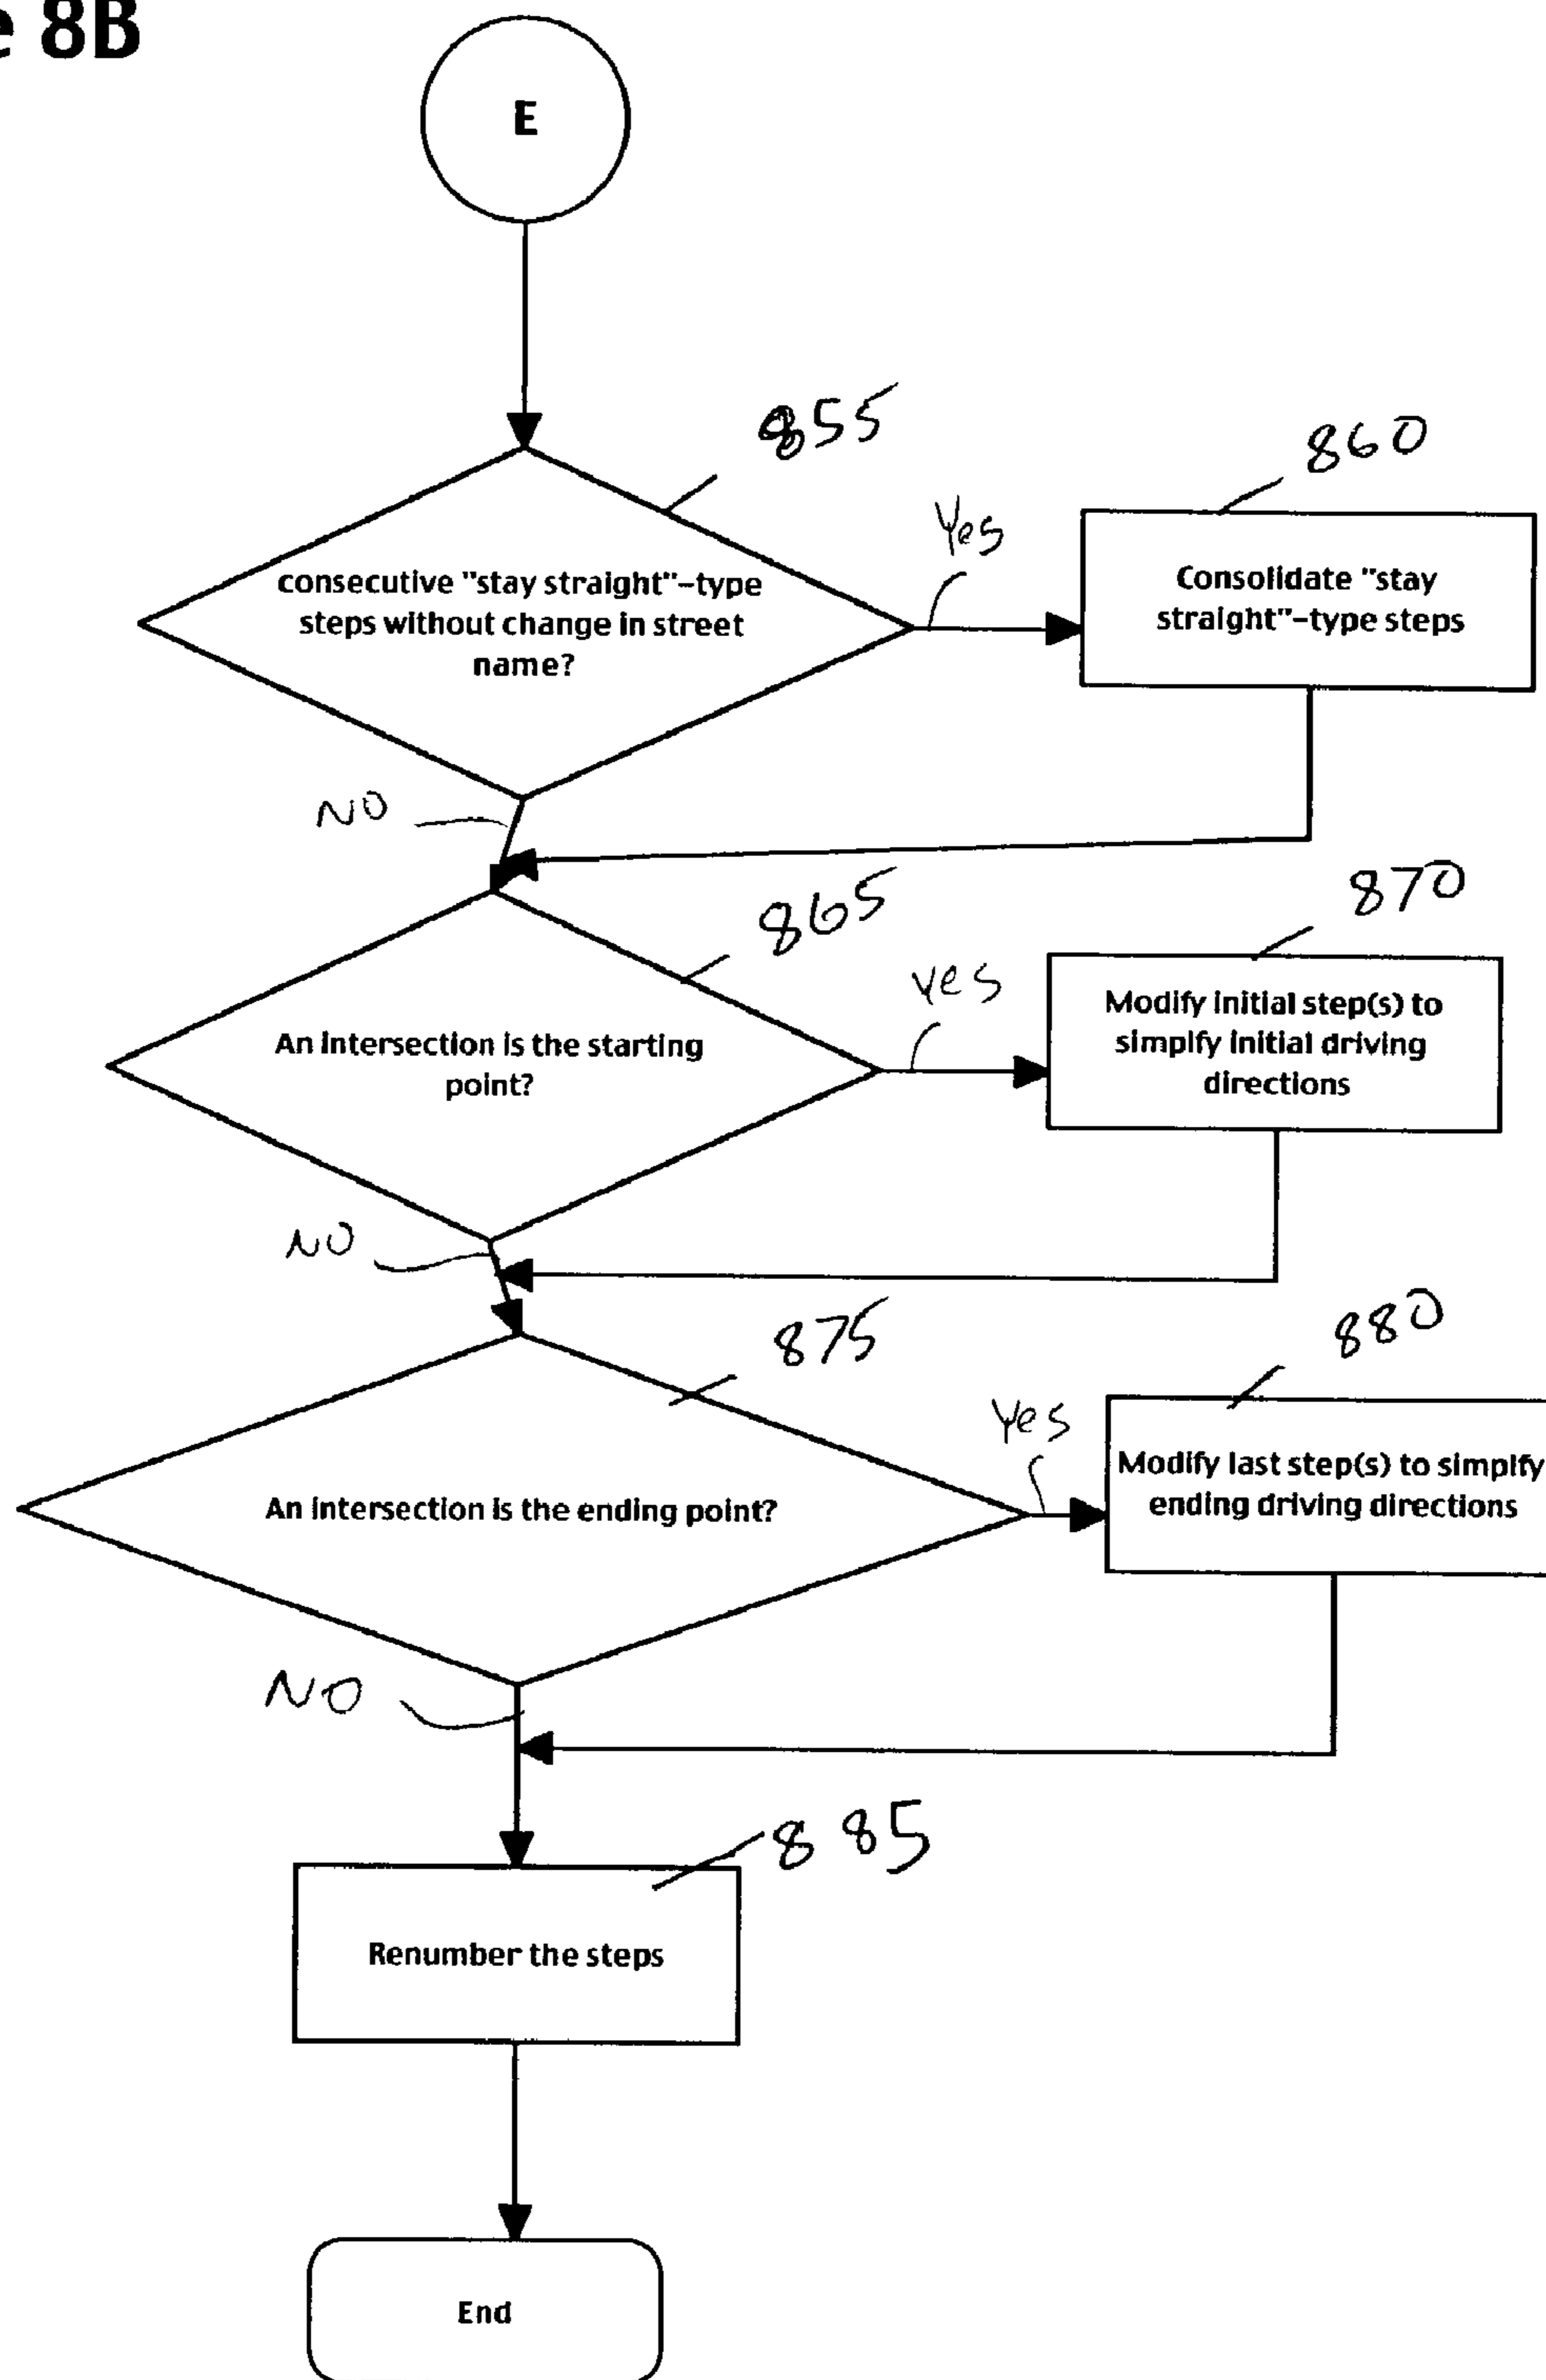 e 8B
E
855
860
Yes
consecutive "stay straight"-type
steps without change in street
name?
Consolidate "stay
straight"-type steps
NO
865
870
yes
An intersection is the starting
point?
Modify initial step(s) to
simplify initial driving
directions
NO
875
880
Yes
An intersection is the ending point?
Modify last step(s) to simplify
ending driving directions
NO
885
Renumber the steps
End